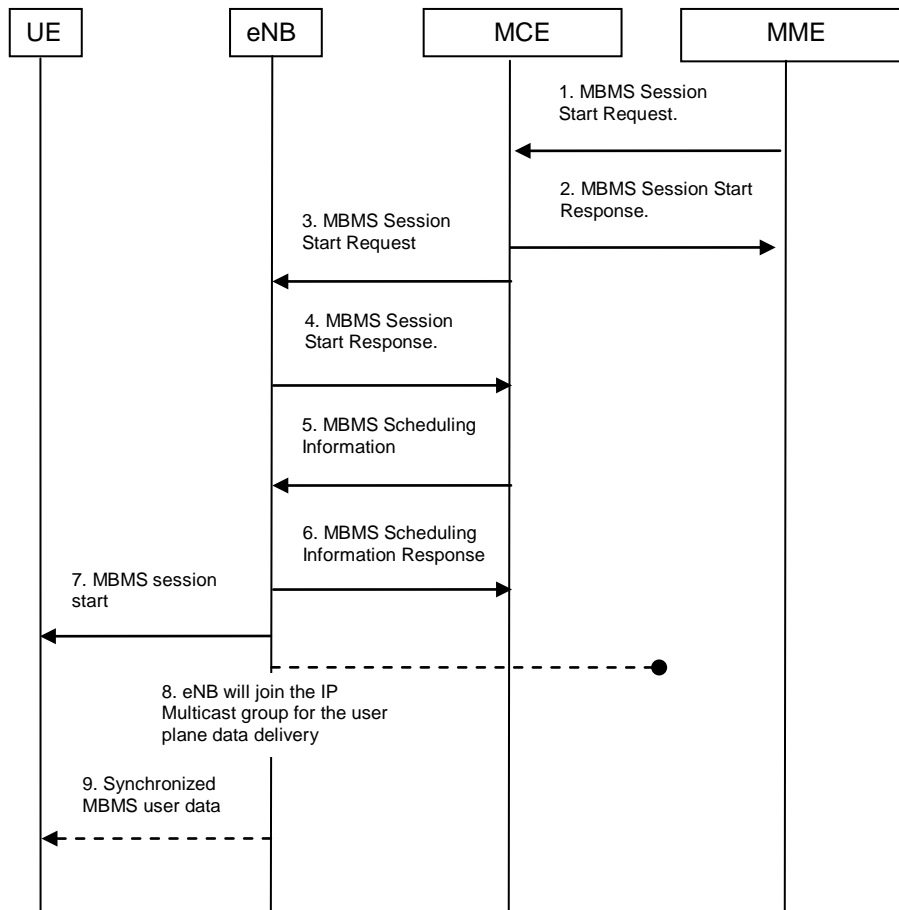 UE
eNB
MCE
MME
1. MBMS Session
Start Request.
2. MBMS Session Start
Response.
3. MBMS Session
Start Request
4. MBMS Session
Start Response.
5. MBMS Scheduling
Information
6. MBMS Scheduling
Information Response
7. MBMS session
start
8. eNB will join the IP
Multicast group for the user
plane data delivery
9. Synchronized
MBMS user data